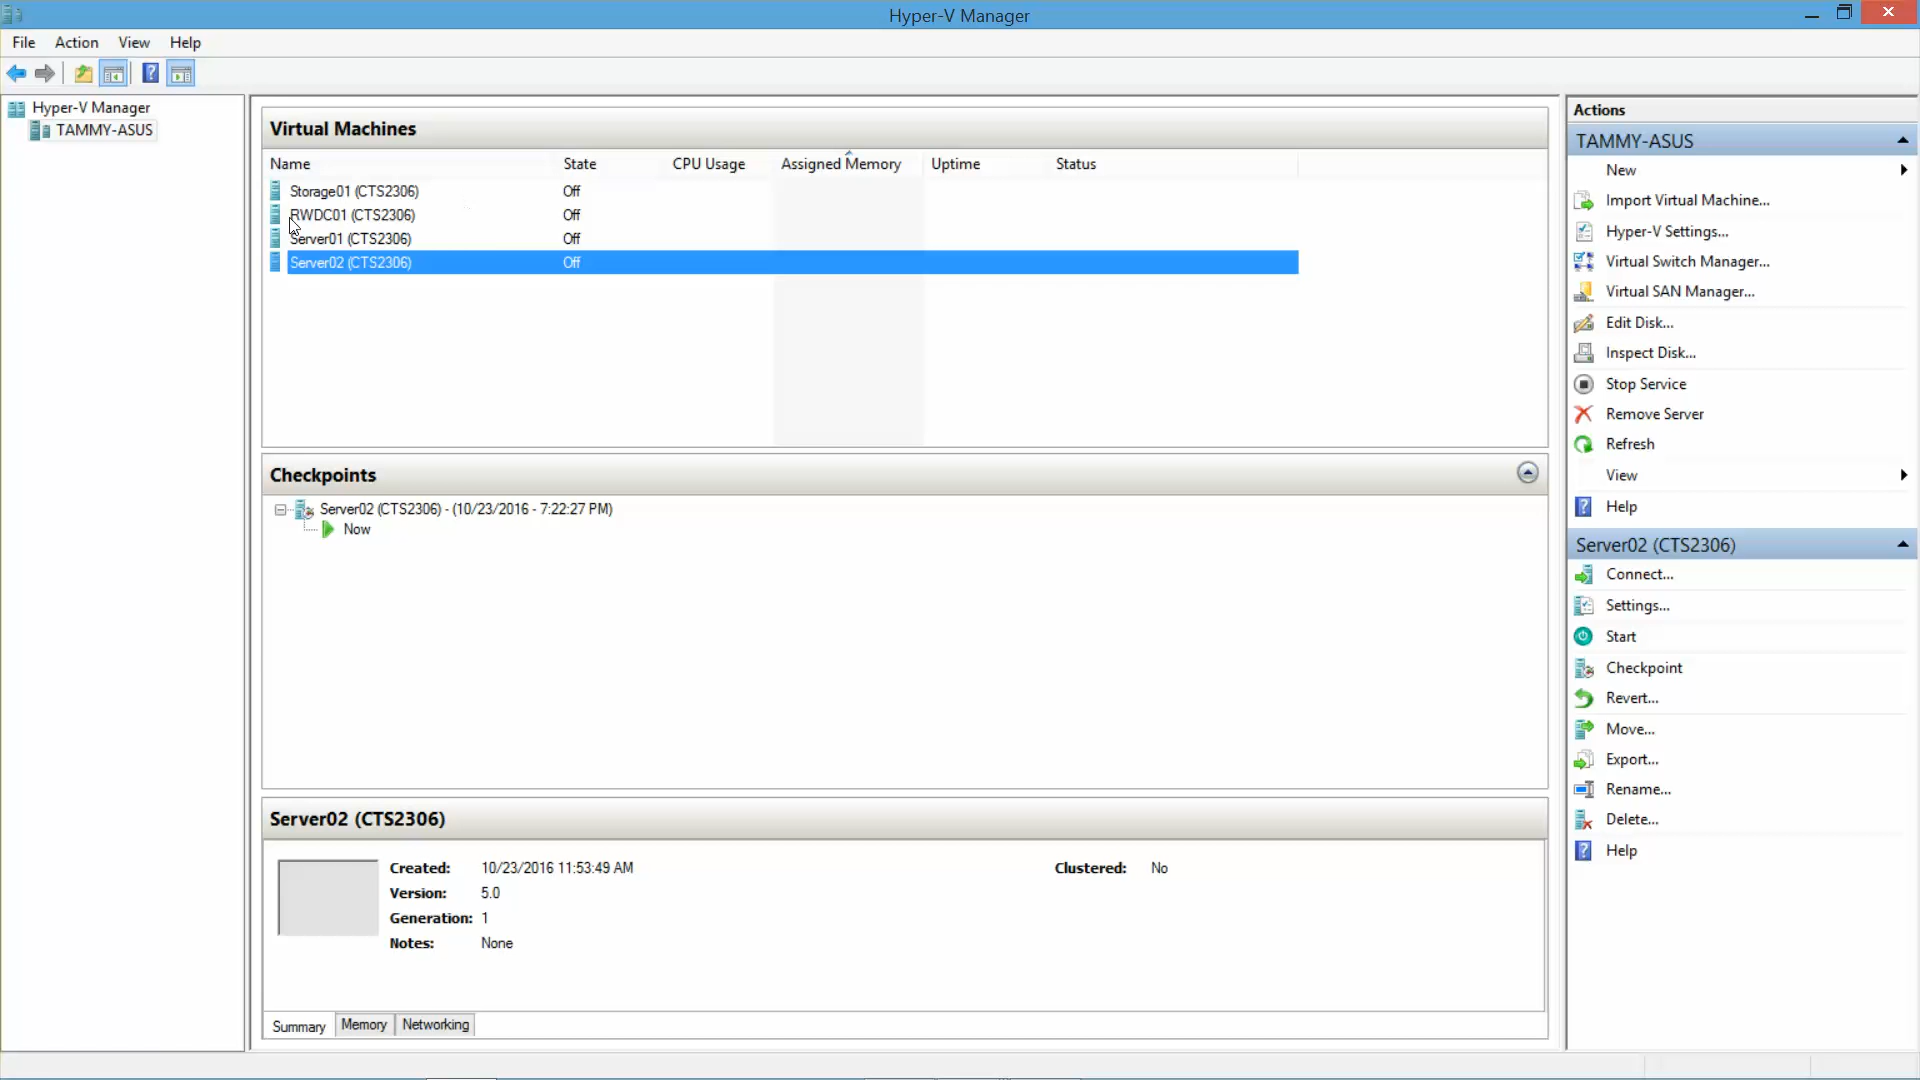 Hyper-V Manager
File Action View Help
Hyper-V Manager
TAMMY-ASUS
Virtual Machines
Name State CPU Usage Assigned Memory Uptime Status
Storage01 (CTS2306) Off
RWDC01 (CTS2306) Off
Server01 (CTS2306) Off
Server02 (CTS2306) Off
Checkpoints
Server02 (CTS2306) - (10/23/2016 - 7:22:27 PM)
Now
Server02 (CTS2306)
Created: 10/23/2016 11:53:49 AM Clustered: No
Version: 5.0
Generation: 1
Notes: None
Summary Memory Networking
Actions
TAMMY-ASUS
New
Import Virtual Machine...
Hyper-V Settings...
Virtual Switch Manager...
Virtual SAN Manager...
Edit Disk...
Inspect Disk...
Stop Service
Remove Server
Refresh
View
Help
Server02 (CTS2306)
Connect...
Settings...
Start
Checkpoint
Revert...
Move...
Export...
Rename...
Delete...
Help